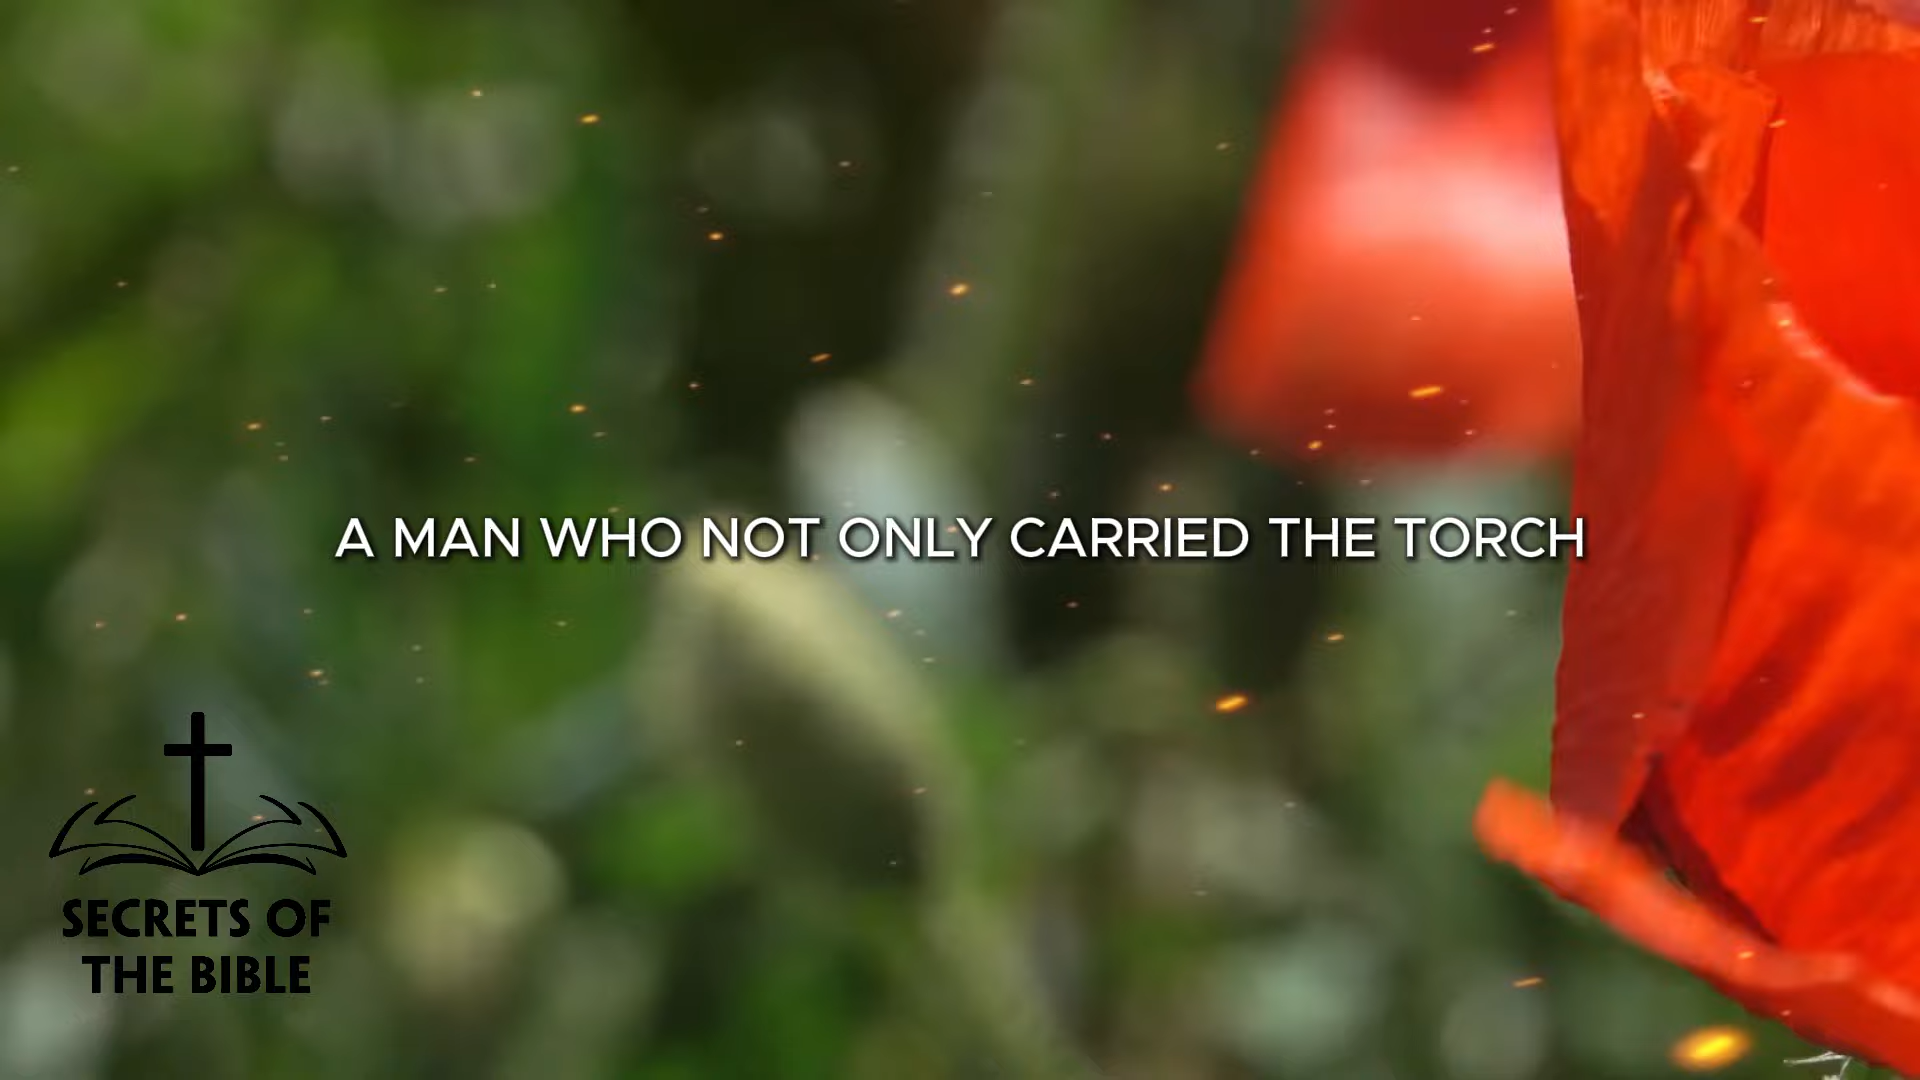 A MAN WHO NOT ONLY CARRIED THE TORCH
SECRETS OF
THE BIBLE